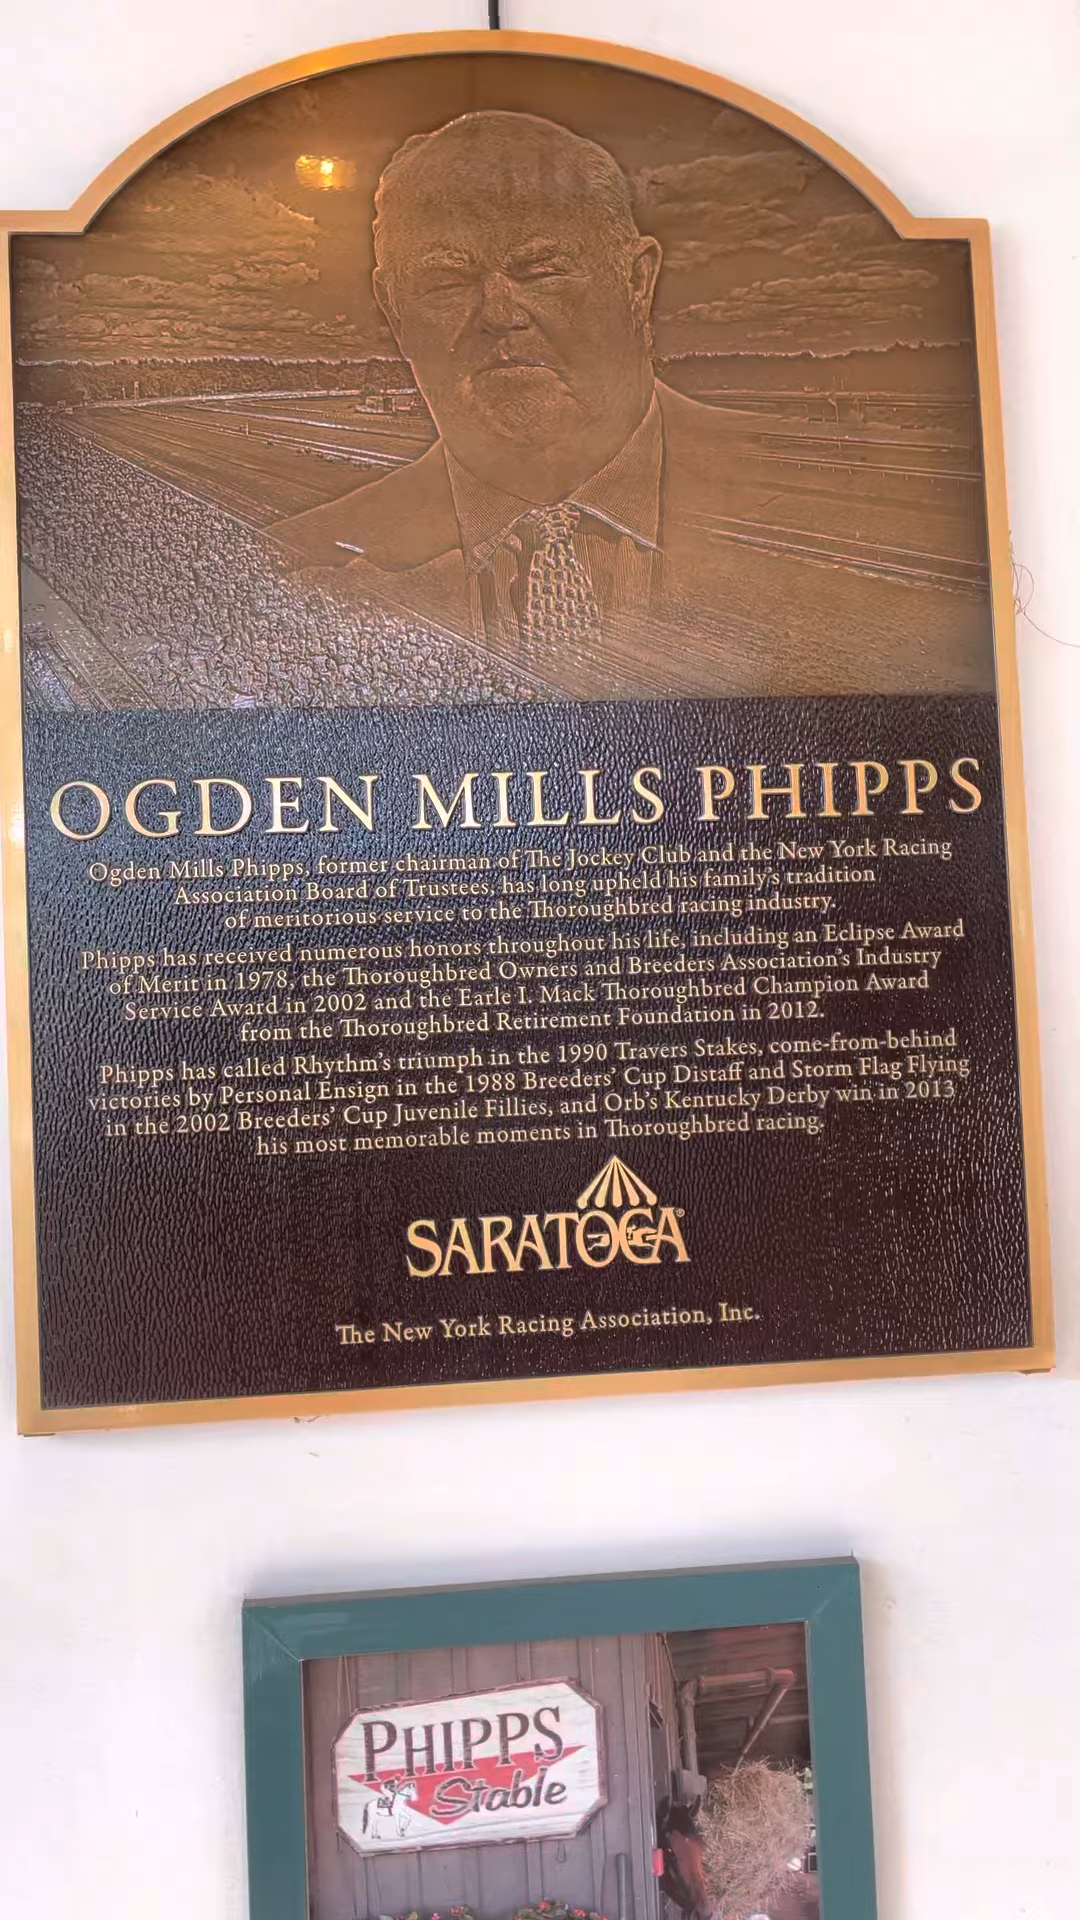 OGDEN MILLS PHIPPS
Ogden Mills Phipps, former chairman of The Jockey Club and the New York Racing
Association Board of Trustees, has long upheld his family's tradition
of meritorious service to the Thoroughbred racing industry.
Phipps has received numerous honors throughout his life, including an Eclipse Award
of Merit in 1978, the Thoroughbred Owners and Breeders Association's Industry
Service Award in 2002 and the Earle I. Mack Thoroughbred Champion Award
from the Thoroughbred Retirement Foundation in 2012.
Phipps has called Rhythm's triumph in the 1990 Travers Stakes, come-from-behind
victories by Personal Ensign in the 1988 Breeders' Cup Distaff and Storm Flag Flying
in the 2002 Breeders' Cup Juvenile Fillies, and Orb's Kentucky Derby win in 2013
his most memorable moments in Thoroughbred racing.
SARATOGA®
The New York Racing Association, Inc.
PHIPPS
Stable